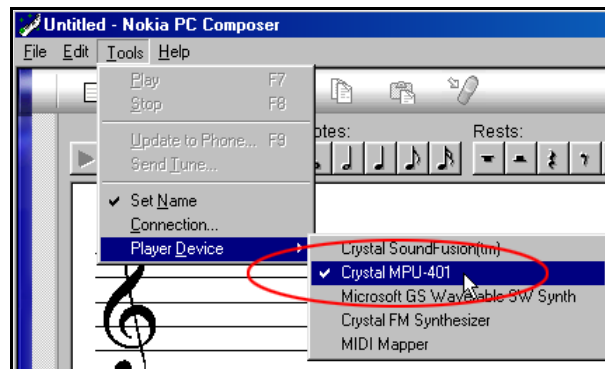 Untitled - Nokia PC Composer
File Edit Tools Help
Play F7
Stop F8
Update to Phone... F9
Send Tune...
Set Name
Connection...
Player Device
otes:
Rests:
Crystal SoundFusion(tm)
Crystal MPU-401
Microsoft GS Wavetable SW Synth
Crystal FM Synthesizer
MIDI Mapper